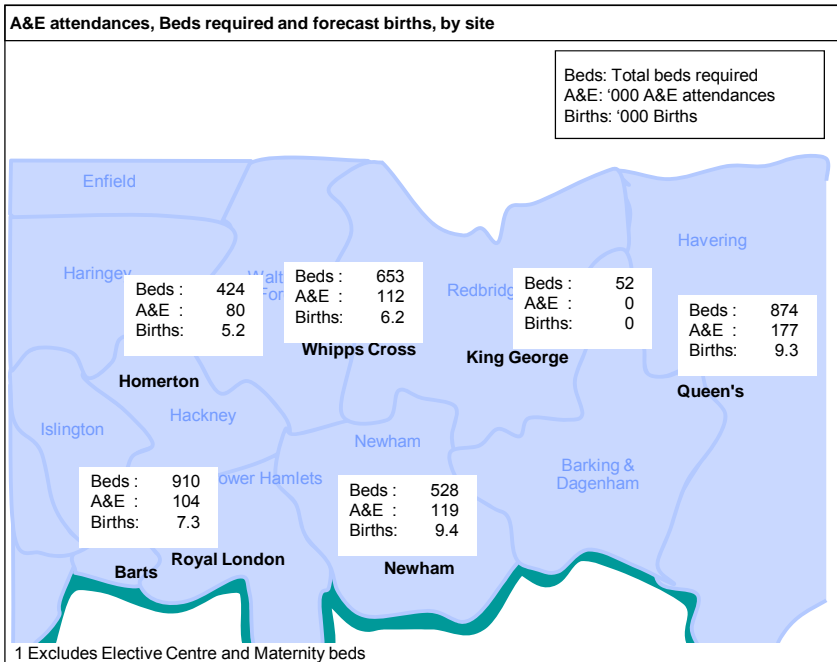 A&E attendances, Beds required and forecast births, by site
Beds: Total beds required
A&E: ‘000 A&E attendances
Births: ‘000 Births
Enfield
Havering
Haringey
Walt
For
Redbridg
Beds : 424
A&E : 80
Births: 5.2
Homerton
Beds : 653
A&E : 112
Births: 6.2
Whipps Cross
Beds : 52
A&E : 0
Births: 0
King George
Beds : 874
A&E : 177
Births: 9.3
Queen's
Islington
Hackney
Newham
Barking &
Dagenham
ower Hamlets
Beds : 910
A&E : 104
Births: 7.3
Royal London
Barts
Beds : 528
A&E : 119
Births: 9.4
Newham
1 Excludes Elective Centre and Maternity beds